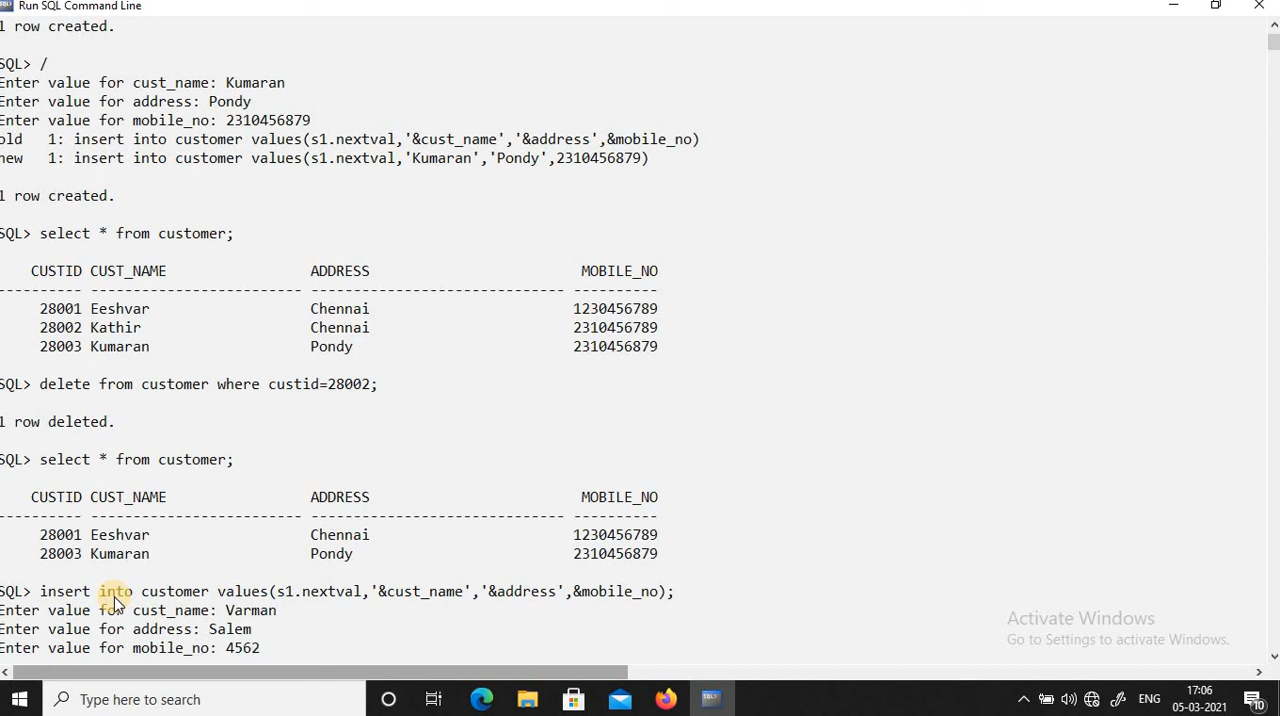 Run SQL Command Line
1 row created.
SQL> /
Enter value for cust_name: Kumaran
Enter value for address: Pondy
Enter value for mobile_no: 2310456879
old   1: insert into customer values(s1.nextval,'&cust_name','&address',&mobile_no)
new   1: insert into customer values(s1.nextval,'Kumaran','Pondy',2310456879)
1 row created.
SQL> select * from customer;
CUSTID CUST_NAME ADDRESS MOBILE_NO
---------- ------------------------- ------------------------------ ----------
28001 Eeshvar Chennai 1230456789
28002 Kathir Chennai 2310456789
28003 Kumaran Pondy 2310456879
SQL> delete from customer where custid=28002;
1 row deleted.
SQL> select * from customer;
CUSTID CUST_NAME ADDRESS MOBILE_NO
---------- ------------------------- ------------------------------ ----------
28001 Eeshvar Chennai 1230456789
28003 Kumaran Pondy 2310456879
SQL> insert into customer values(s1.nextval,'&cust_name','&address',&mobile_no);
Enter value for cust_name: Varman
Enter value for address: Salem
Enter value for mobile_no: 4562
Activate Windows
Go to Settings to activate Windows.
Type here to search
ENG
17:06
05-03-2021
10